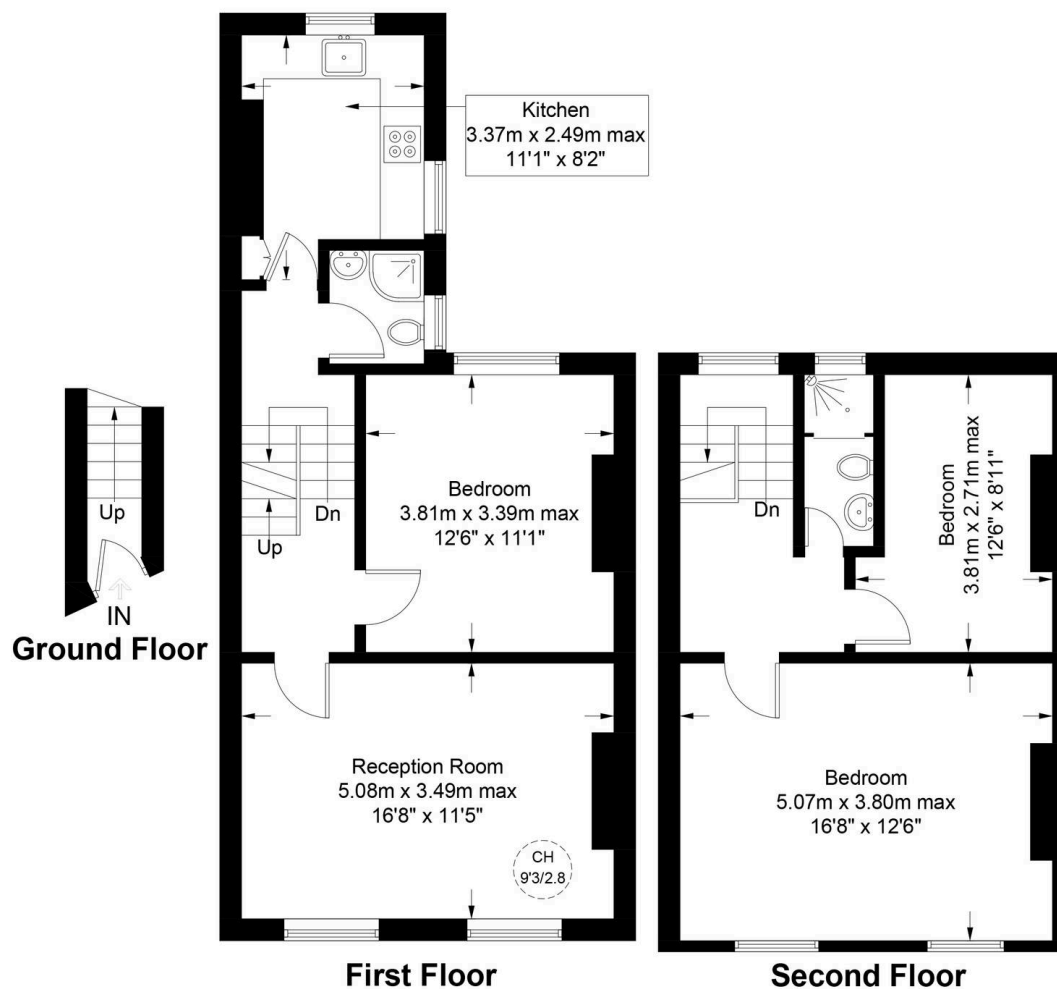 Kitchen
3.37m x 2.49m max
11'1" x 8'2"
Up
IN
Ground Floor
Dn
Up
Bedroom
3.81m x 3.39m max
12'6" x 11'1"
Reception Room
5.08m x 3.49m max
16'8" x 11'5"
CH
9'3/2.8
First Floor
Dn
Bedroom
3.81m x 2.71m max
12'6" x 8'11"
Bedroom
5.07m x 3.80m max
16'8" x 12'6"
Second Floor